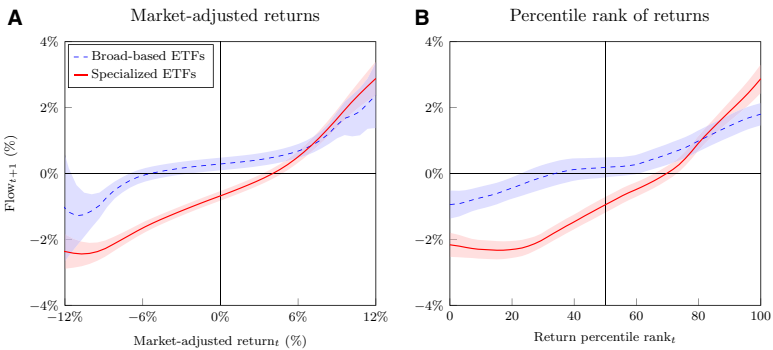 A
Market-adjusted returns
4%
2%
0%
−2%
−4%
Flow_{t+1} (%)
Broad-based ETFs
Specialized ETFs
−12%
−6%
0%
6%
12%
Market-adjusted return_t (%)
B
Percentile rank of returns
4%
2%
0%
−2%
−4%
0
20
40
60
80
100
Return percentile rank_t